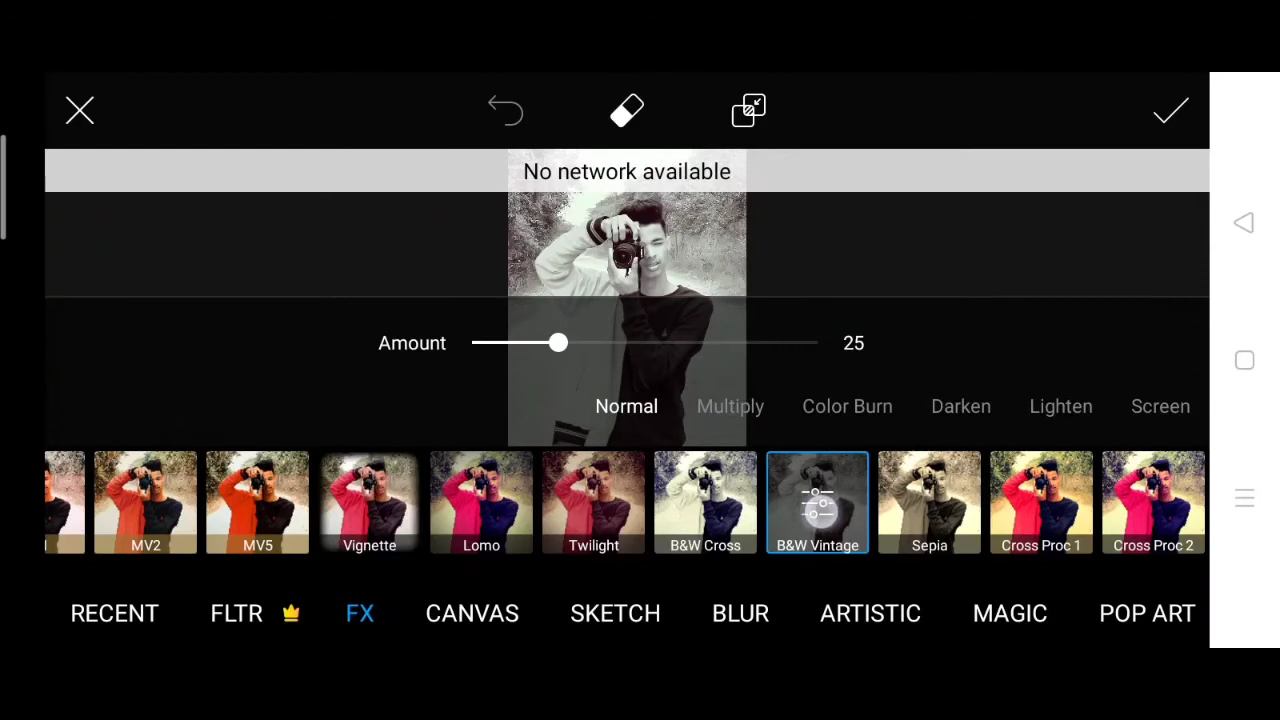 No network available
Amount 25
Normal Multiply Color Burn Darken Lighten Screen
MV2 MV5 Vignette Lomo Twilight B&W Cross B&W Vintage Sepia Cross Proc 1 Cross Proc 2
RECENT FLTR FX CANVAS SKETCH BLUR ARTISTIC MAGIC POP ART